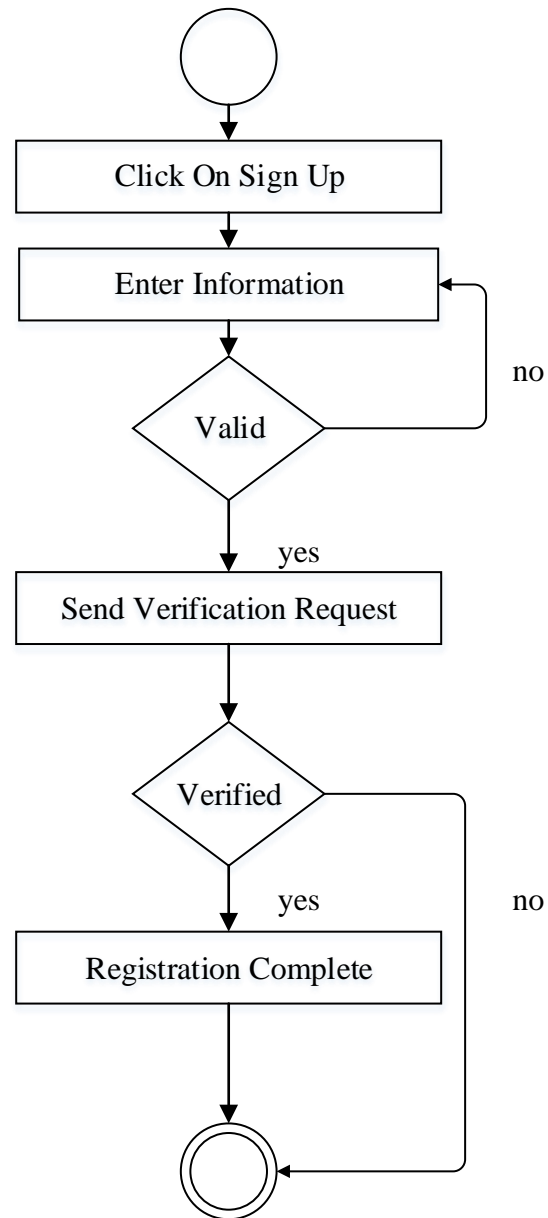 Click On Sign Up
Enter Information
no
Valid
yes
Send Verification Request
Verified
yes
no
Registration Complete